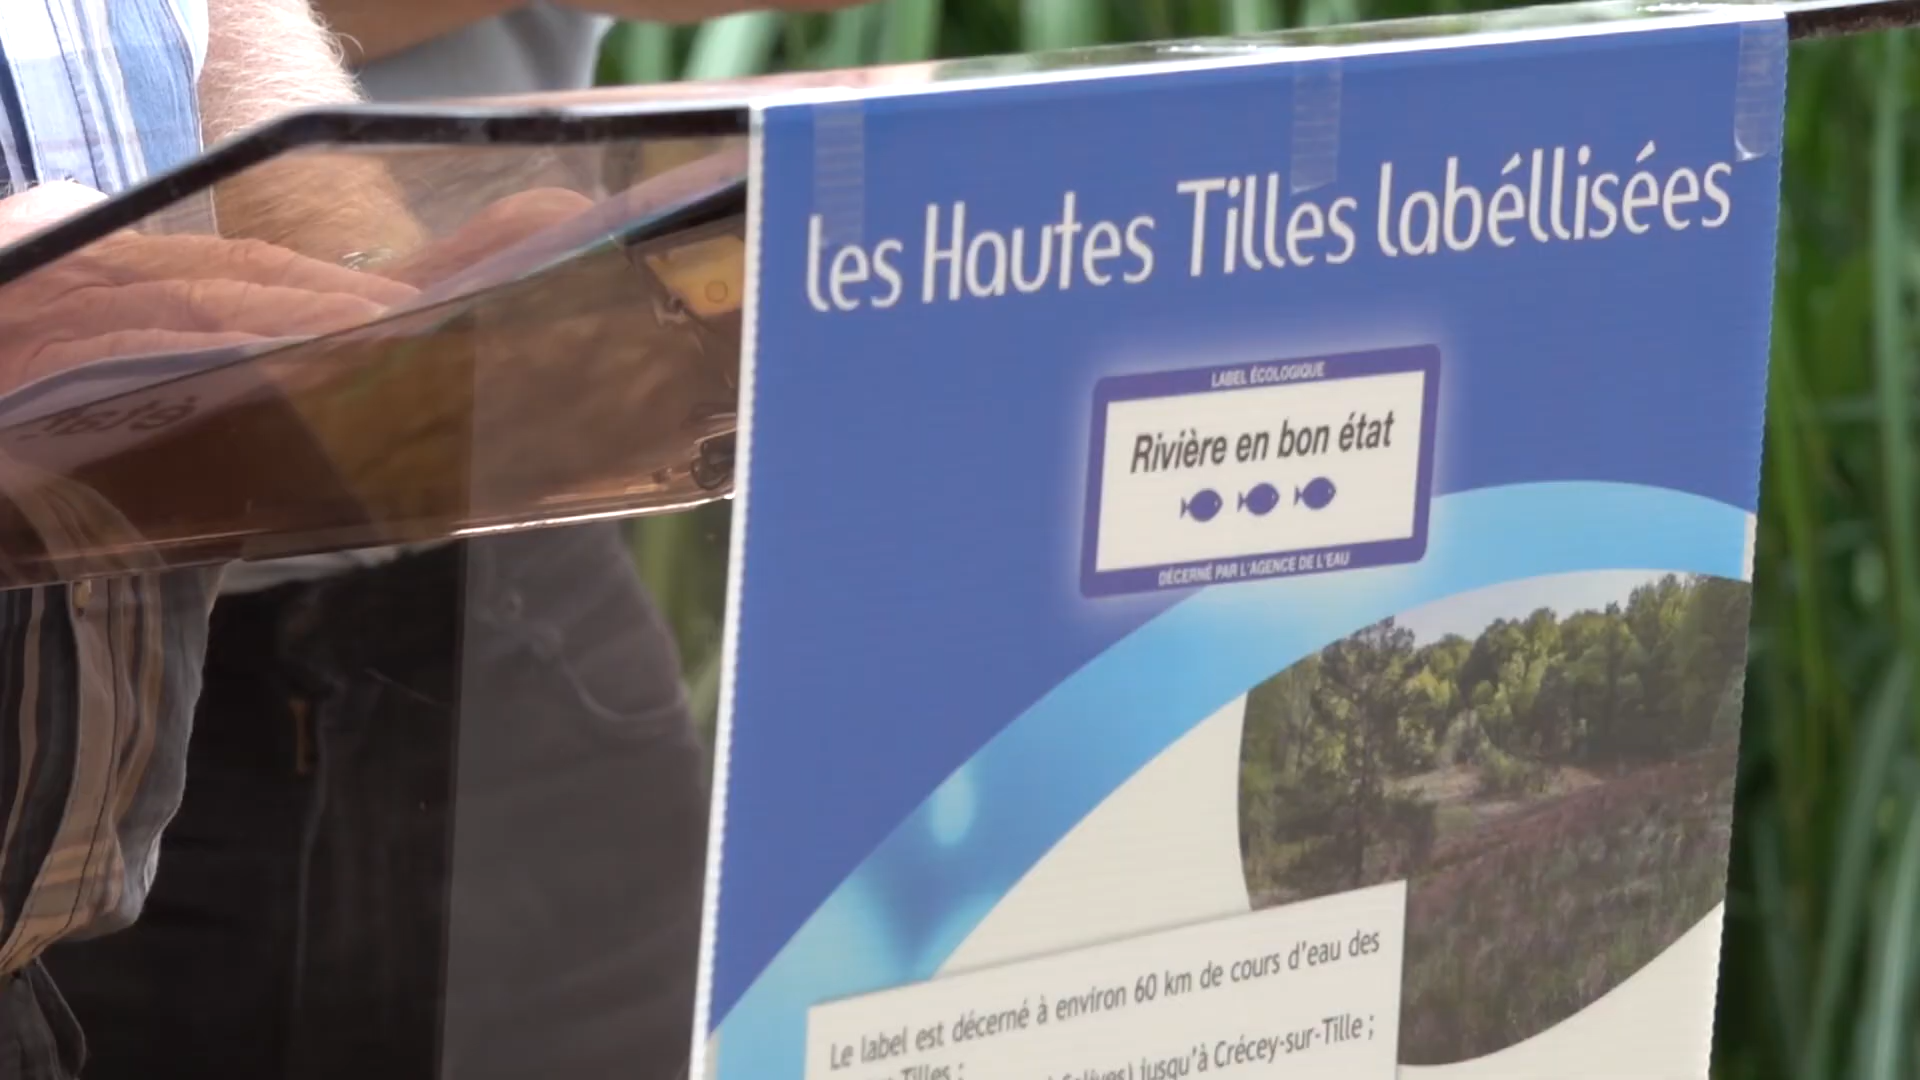 les Hautes Tilles labéllisées
LABEL ÉCOLOGIQUE
Rivière en bon état
DÉCERNÉ PAR L'AGENCE DE L'EAU
Le label est décerné à environ 60 km de cours d'eau des
Tilles :
jusqu'à Crécey-sur-Tille ;